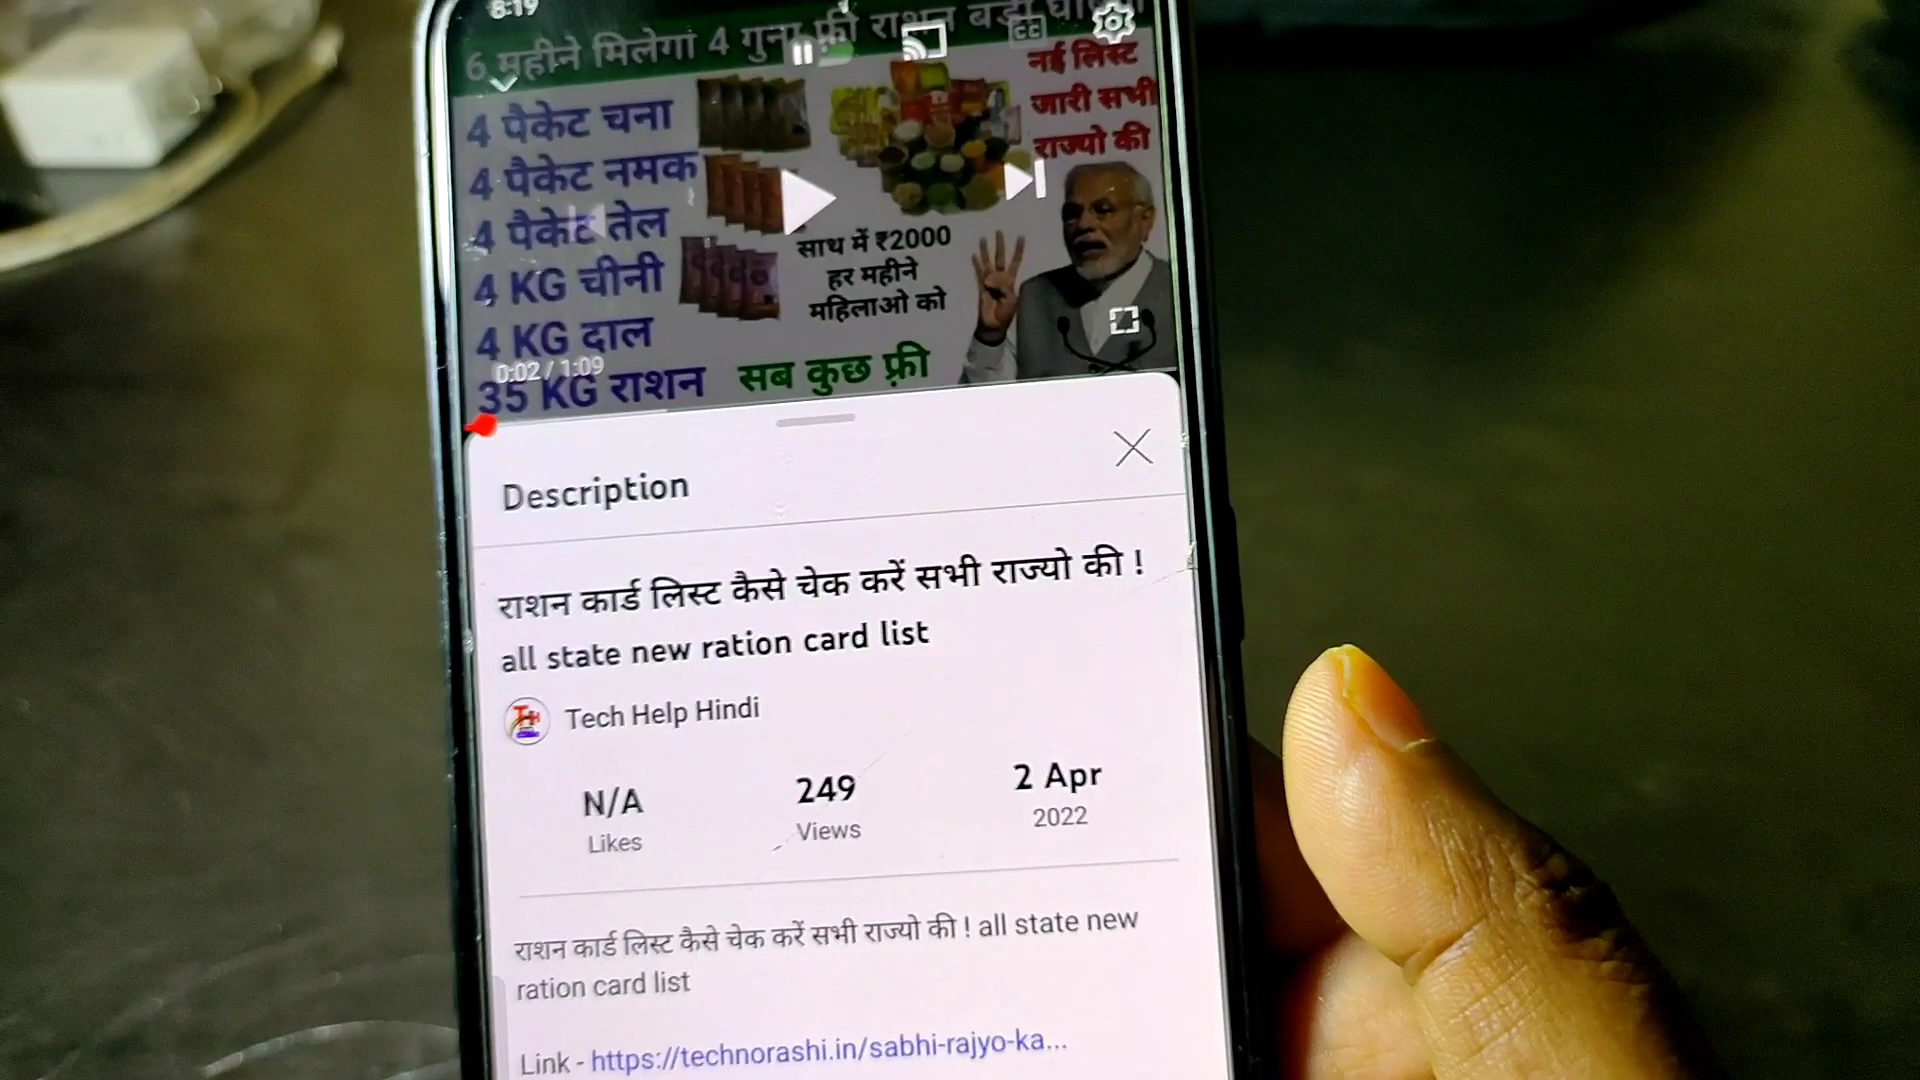 8:19
6 महीने मिलेगा 4 गुना फ्री राशन बड़ी
नई लिस्ट
जारी सभी
राज्यो की
4 पैकेट चना
4 पैकेट नमक
4 पैकेट तेल
4 KG चीनी
4 KG दाल
35 KG राशन
साथ में ₹2000
हर महीने
महिलाओ को
सब कुछ फ़्री
CC
0:02 / 1:09
Description
राशन कार्ड लिस्ट कैसे चेक करें सभी राज्यो की !
all state new ration card list
Tech Help Hindi
N/A
Likes
249
Views
2 Apr
2022
राशन कार्ड लिस्ट कैसे चेक करें सभी राज्यो की ! all state new
ration card list
Link - https://technorashi.in/sabhi-rajyo-ka...